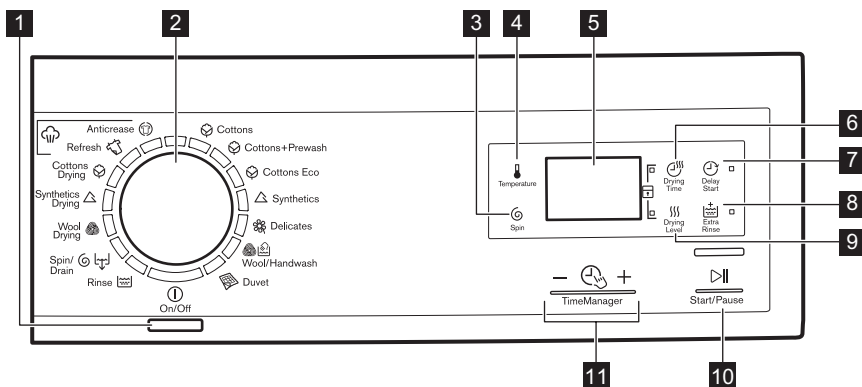 1
2
3
4
5
6
7
8
9
10
11
Anticrease
Refresh
Cottons
Drying
Synthetics
Drying
Wool
Drying
Spin/
Drain
Rinse
On/Off
Cottons
Cottons+Prewash
Cottons Eco
Synthetics
Delicates
Wool/Handwash
Duvet
Temperature
Spin
Drying
Time
Delay
Start
Drying
Level
Extra
Rinse
− +
TimeManager
Start/Pause